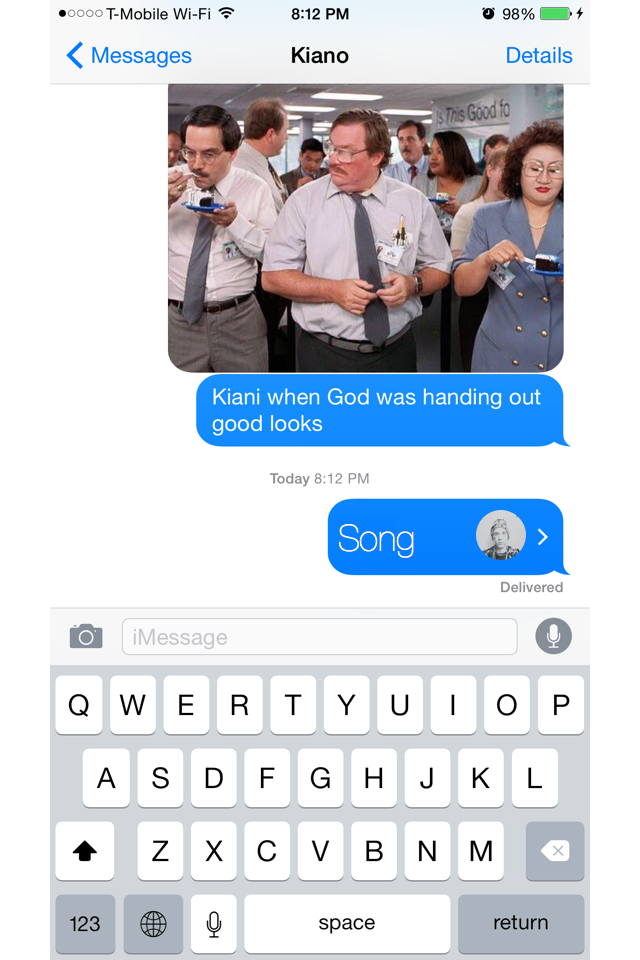 T-Mobile Wi-Fi 8:12 PM 98%
Messages Kiano Details
Is This Good fo
Kiani when God was handing out
good looks
Today 8:12 PM
Song
Delivered
iMessage
Q W E R T Y U I O P
A S D F G H J K L
Z X C V B N M
123 space return